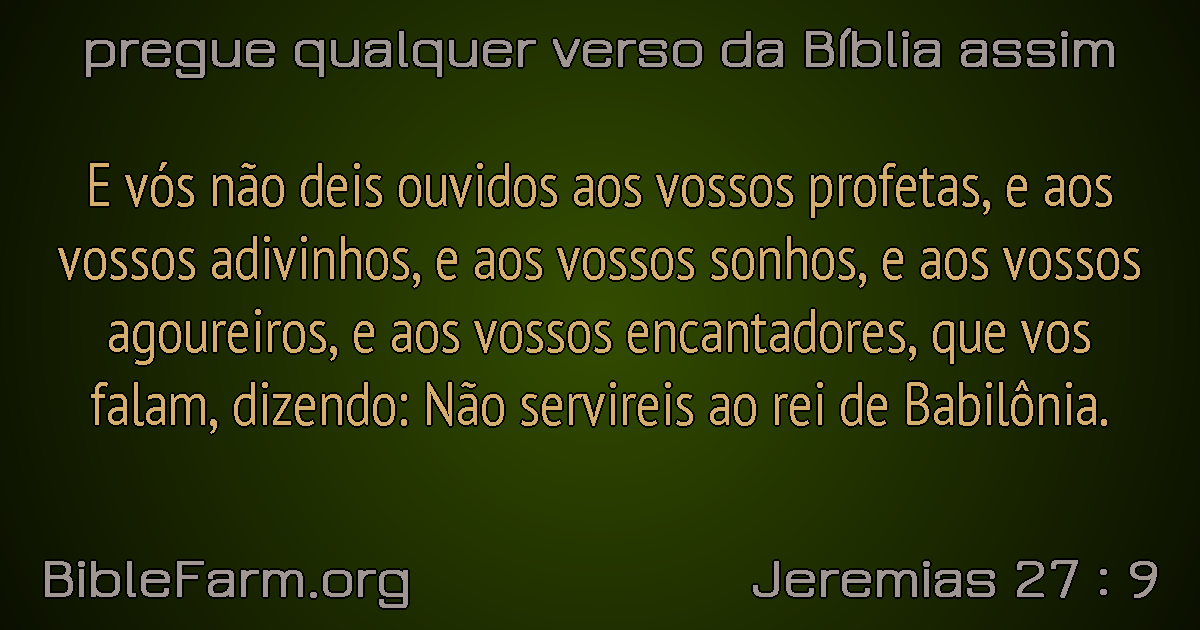 pregue qualquer verso da Bíblia assim
E vós não deis ouvidos aos vossos profetas, e aos
vossos adivinhos, e aos vossos sonhos, e aos vossos
agoureiros, e aos vossos encantadores, que vos
falam, dizendo: Não servireis ao rei de Babilônia.
BibleFarm.org
Jeremias 27 : 9